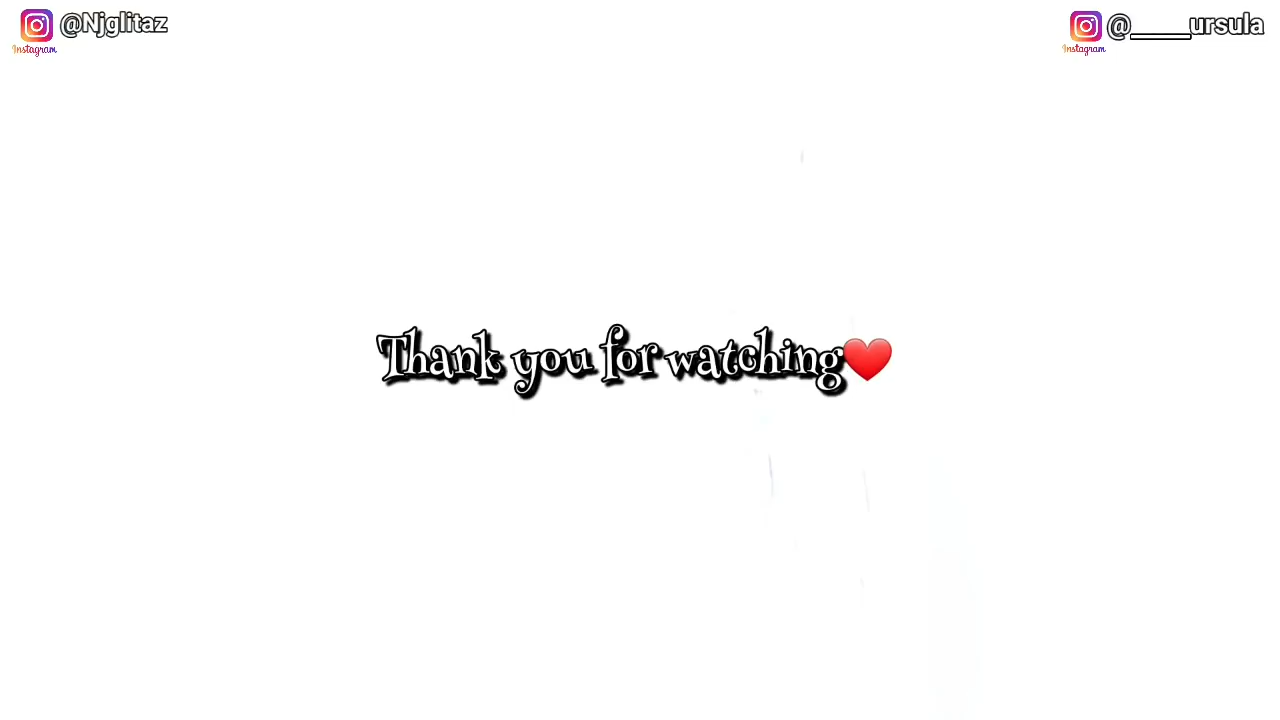 @Njglitaz
Instagram
@____ursula
Instagram
Thank you for watching❤️